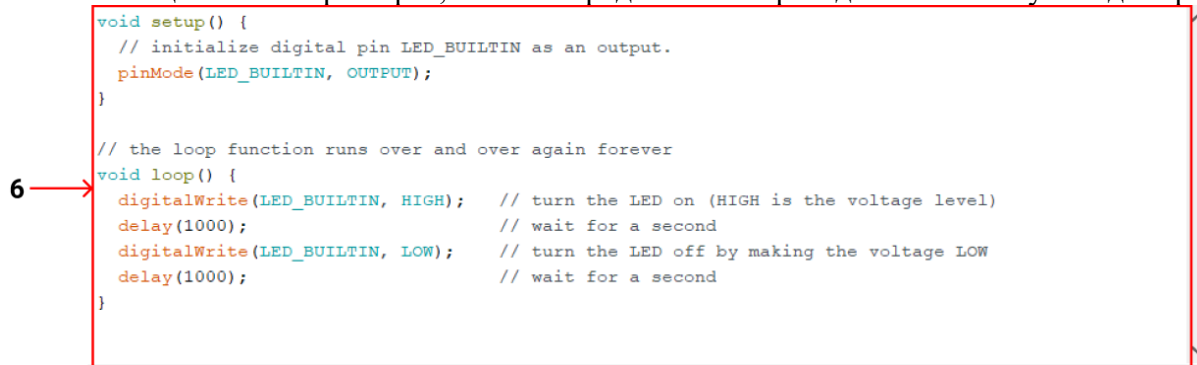 void setup() {
  // initialize digital pin LED_BUILTIN as an output.
  pinMode(LED_BUILTIN, OUTPUT);
}

// the loop function runs over and over again forever
void loop() {
6
  digitalWrite(LED_BUILTIN, HIGH);   // turn the LED on (HIGH is the voltage level)
  delay(1000);                       // wait for a second
  digitalWrite(LED_BUILTIN, LOW);    // turn the LED off by making the voltage LOW
  delay(1000);                       // wait for a second
}